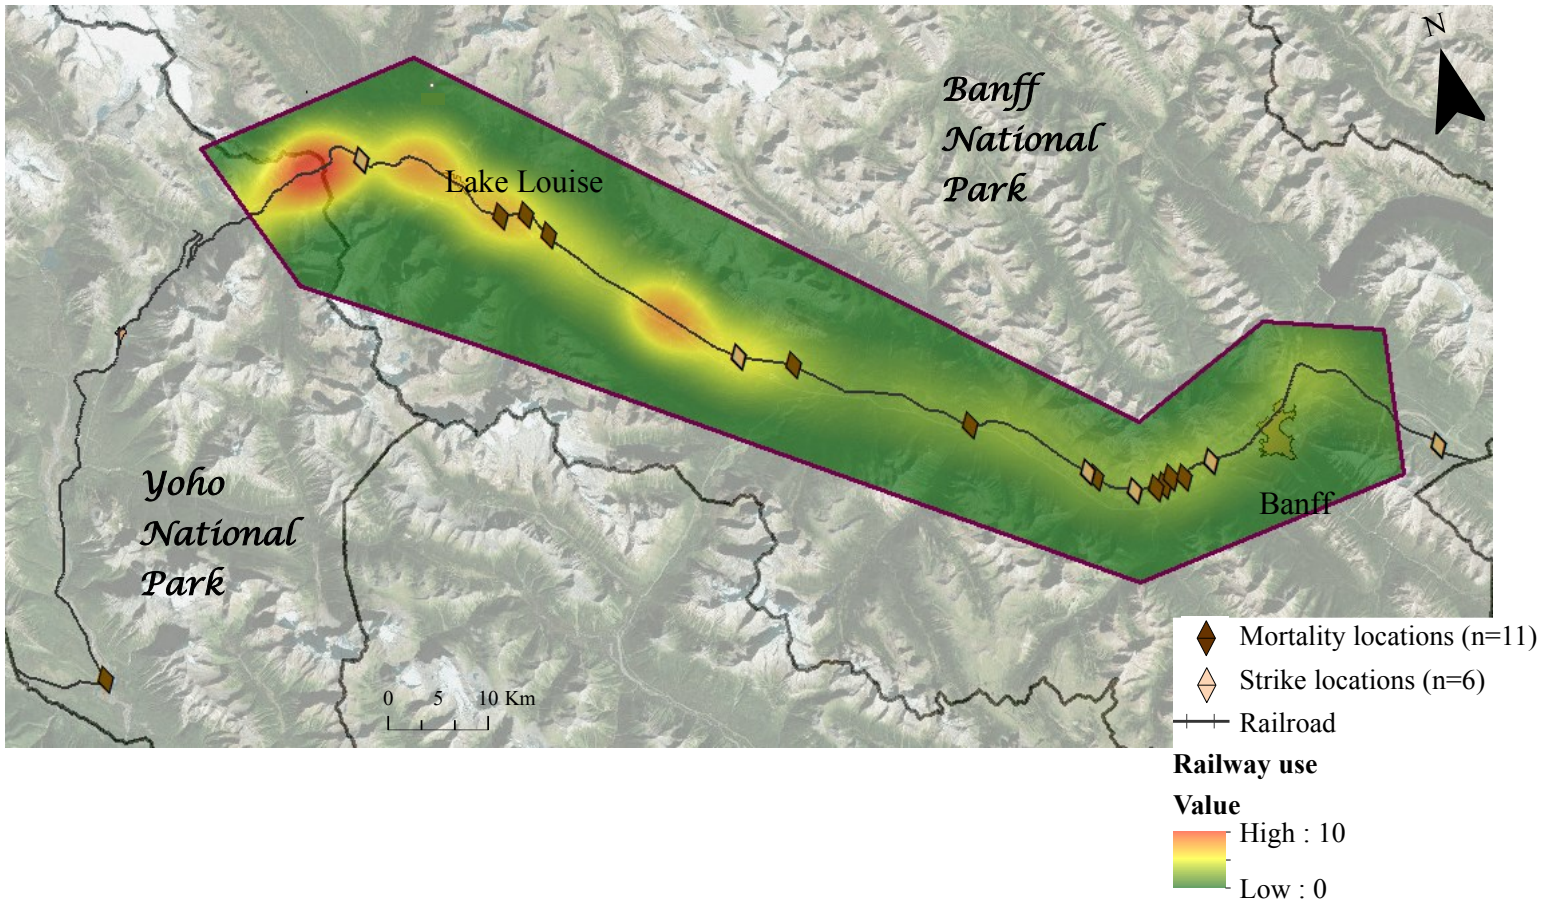 N
Banff
National
Park
Lake Louise
Yoho
National
Park
Banff
0 5 10 Km
Mortality locations (n=11)
Strike locations (n=6)
Railroad
Railway use
Value
High : 10
Low : 0